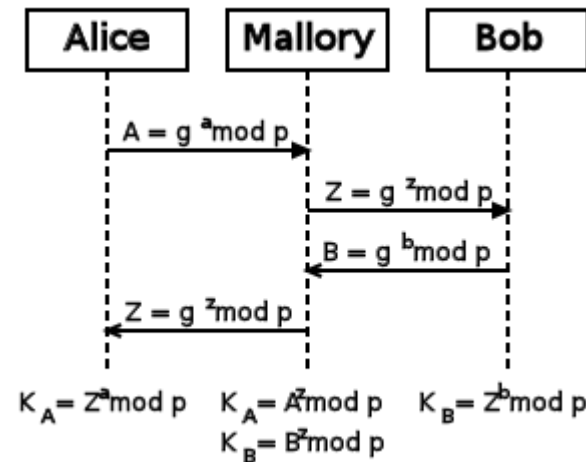 Alice Mallory Bob
A = g ᵃmod p
Z = g ᶻmod p
B = g ᵇmod p
Z = g ᶻmod p
K_A = Zᵃmod p K_A = Aᶻmod p K_B = Zᵇmod p
K_B = Bᶻmod p